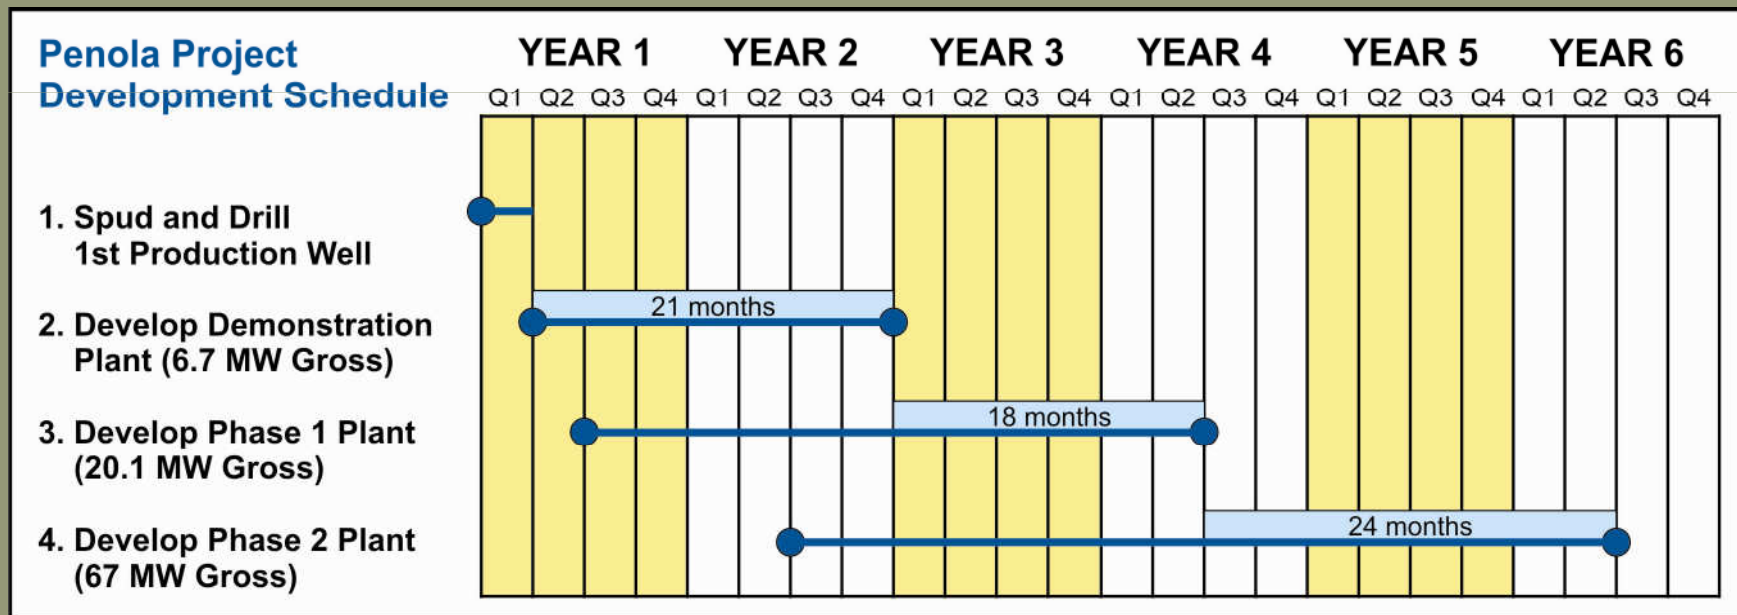 Penola Project
Development Schedule
YEAR 1 YEAR 2 YEAR 3 YEAR 4 YEAR 5 YEAR 6
Q1 Q2 Q3 Q4 Q1 Q2 Q3 Q4 Q1 Q2 Q3 Q4 Q1 Q2 Q3 Q4 Q1 Q2 Q3 Q4 Q1 Q2 Q3 Q4
1. Spud and Drill
1st Production Well
21 months
2. Develop Demonstration
Plant (6.7 MW Gross)
18 months
3. Develop Phase 1 Plant
(20.1 MW Gross)
24 months
4. Develop Phase 2 Plant
(67 MW Gross)